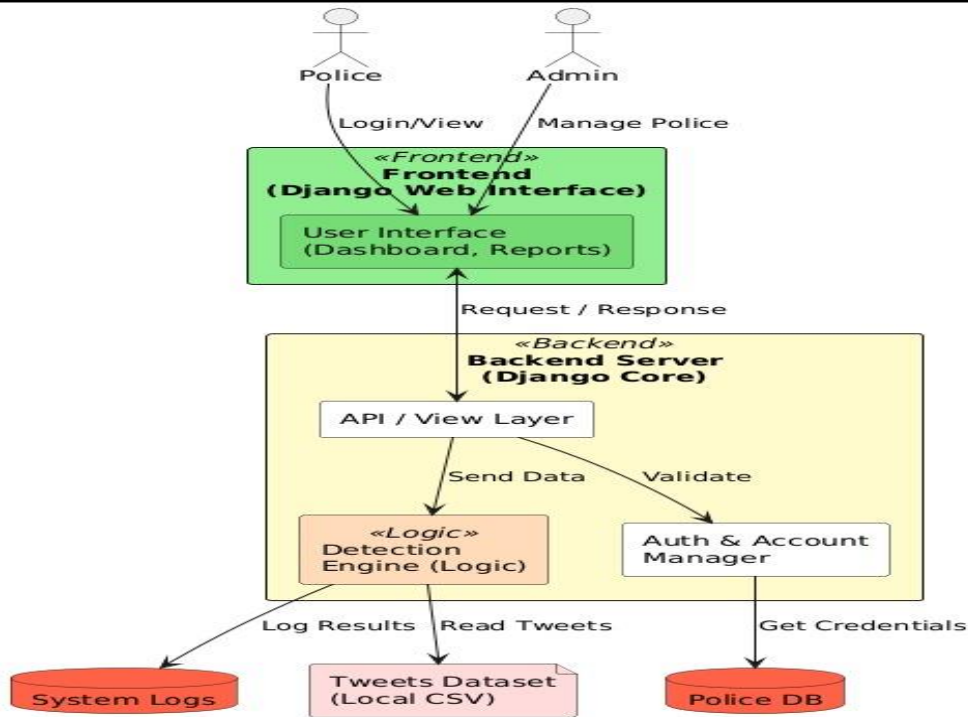 Police
Admin
Login/View
Manage Police
«Frontend»
Frontend
(Django Web Interface)
User Interface
(Dashboard, Reports)
Request / Response
«Backend»
Backend Server
(Django Core)
API / View Layer
Send Data
Validate
«Logic»
Detection
Engine (Logic)
Auth & Account
Manager
Log Results
Read Tweets
Get Credentials
System Logs
Tweets Dataset
(Local CSV)
Police DB